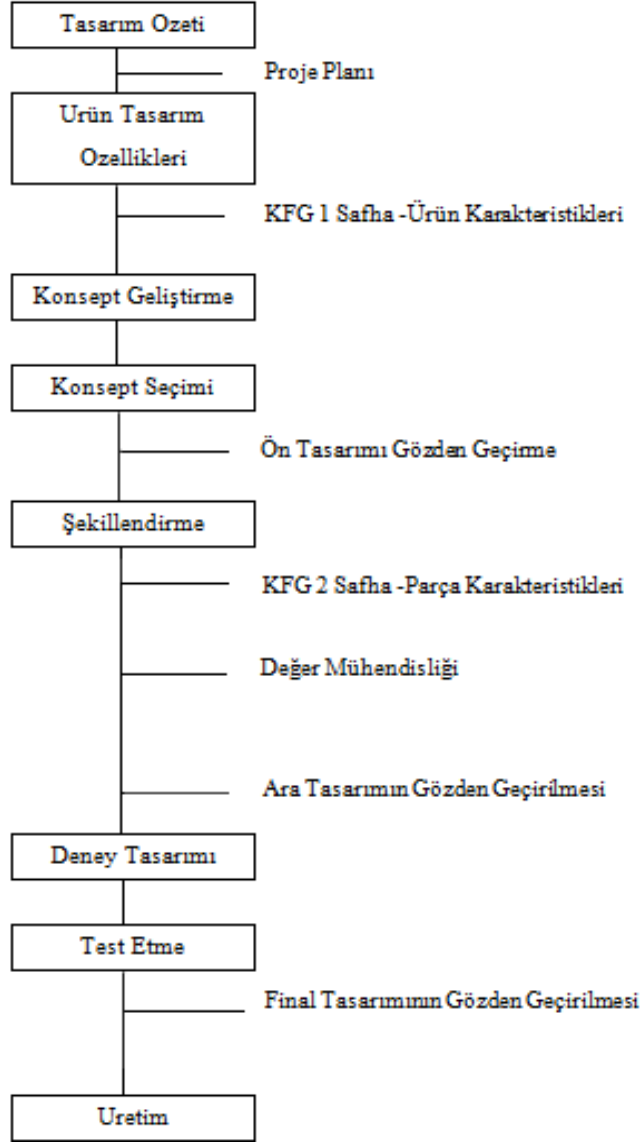 Tasarım Ozeti
Proje Planı
Urün Tasarım
Ozellikleri
KFG 1 Safha -Ürün Karakteristikleri
Konsept Geliştirme
Konsept Seçimi
Ön Tasarımı Gözden Geçirme
Şekillendirme
KFG 2 Safha -Parça Karakteristikleri
Değer Mühendisliği
Ara Tasarımın Gözden Geçirilmesi
Deney Tasarımı
Test Etme
Final Tasarımının Gözden Geçirilmesi
Uretim